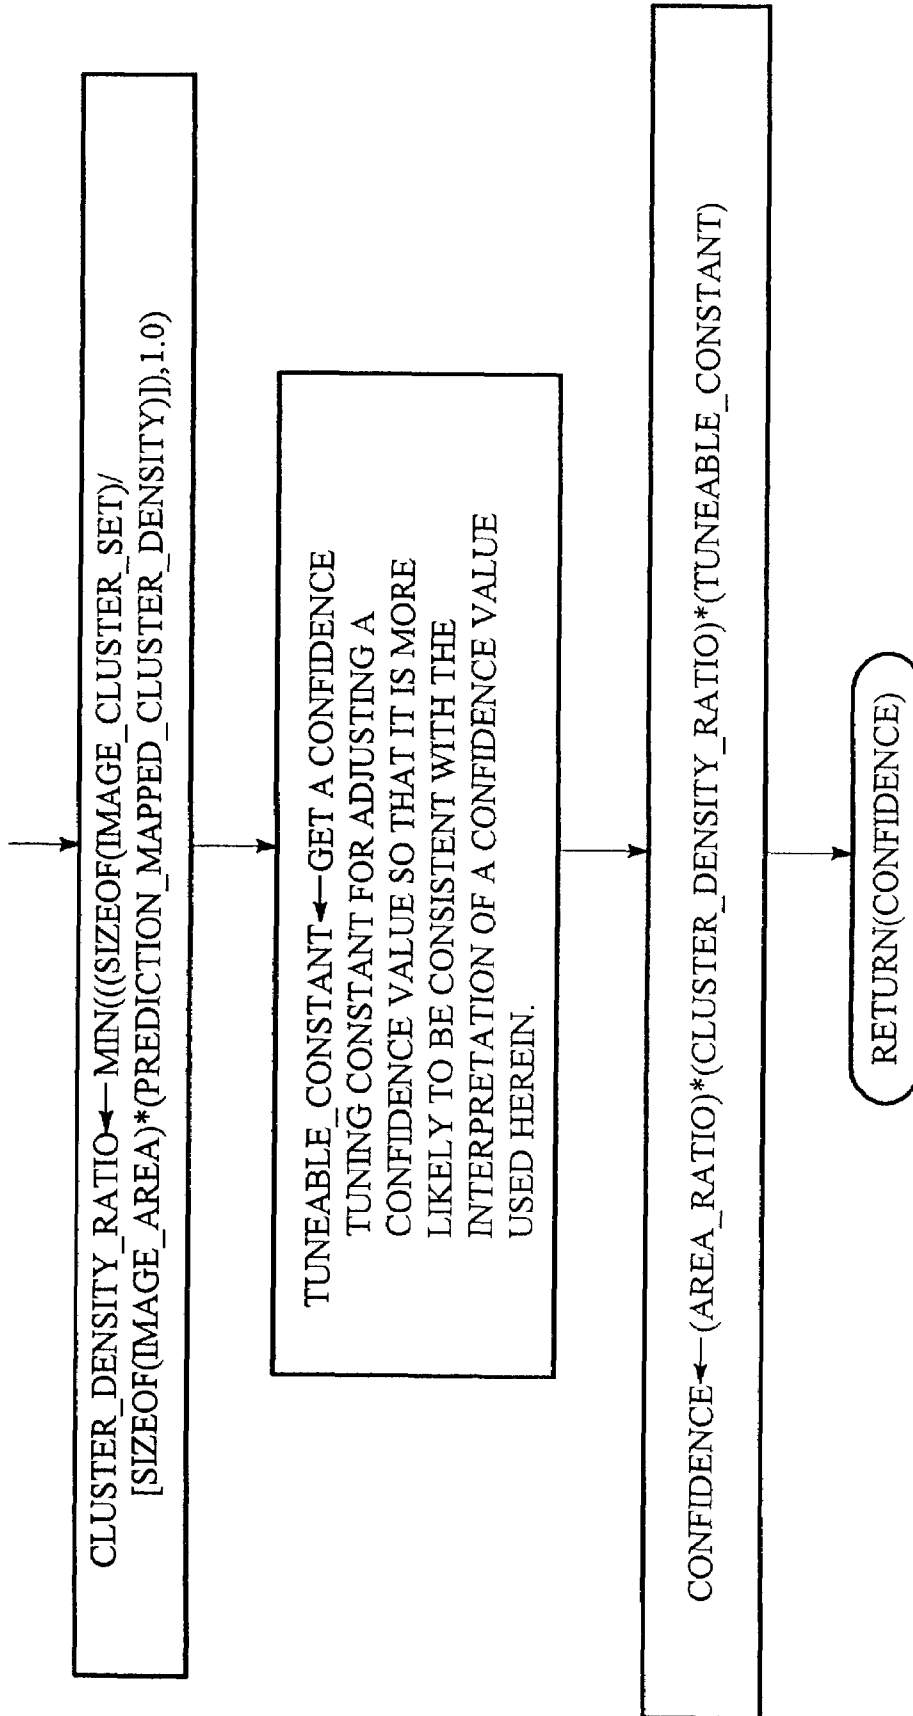 CLUSTER_DENSITY_RATIO←MIN(((SIZEOF(IMAGE_CLUSTER_SET)/
[SIZEOF(IMAGE_AREA)*(PREDICTION_MAPPED_CLUSTER_DENSITY)]),1.0)
TUNEABLE_CONSTANT←GET A CONFIDENCE
TUNING CONSTANT FOR ADJUSTING A
CONFIDENCE VALUE SO THAT IT IS MORE
LIKELY TO BE CONSISTENT WITH THE
INTERPRETATION OF A CONFIDENCE VALUE
USED HEREIN.
CONFIDENCE←(AREA_RATIO)*(CLUSTER_DENSITY_RATIO)*(TUNEABLE_CONSTANT)
RETURN(CONFIDENCE)